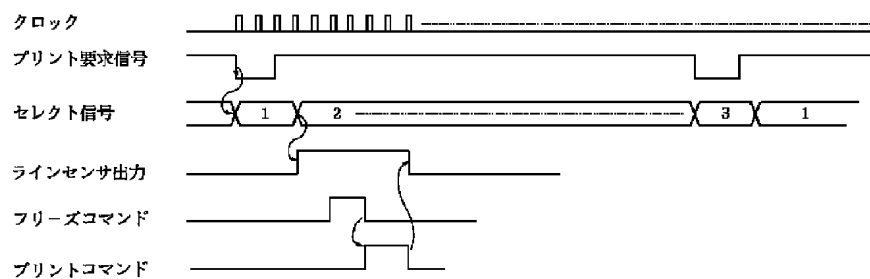 クロック
プリント要求信号
セレクト信号 1 2 3 1
ラインセンサ出力
フリーズコマンド
プリントコマンド